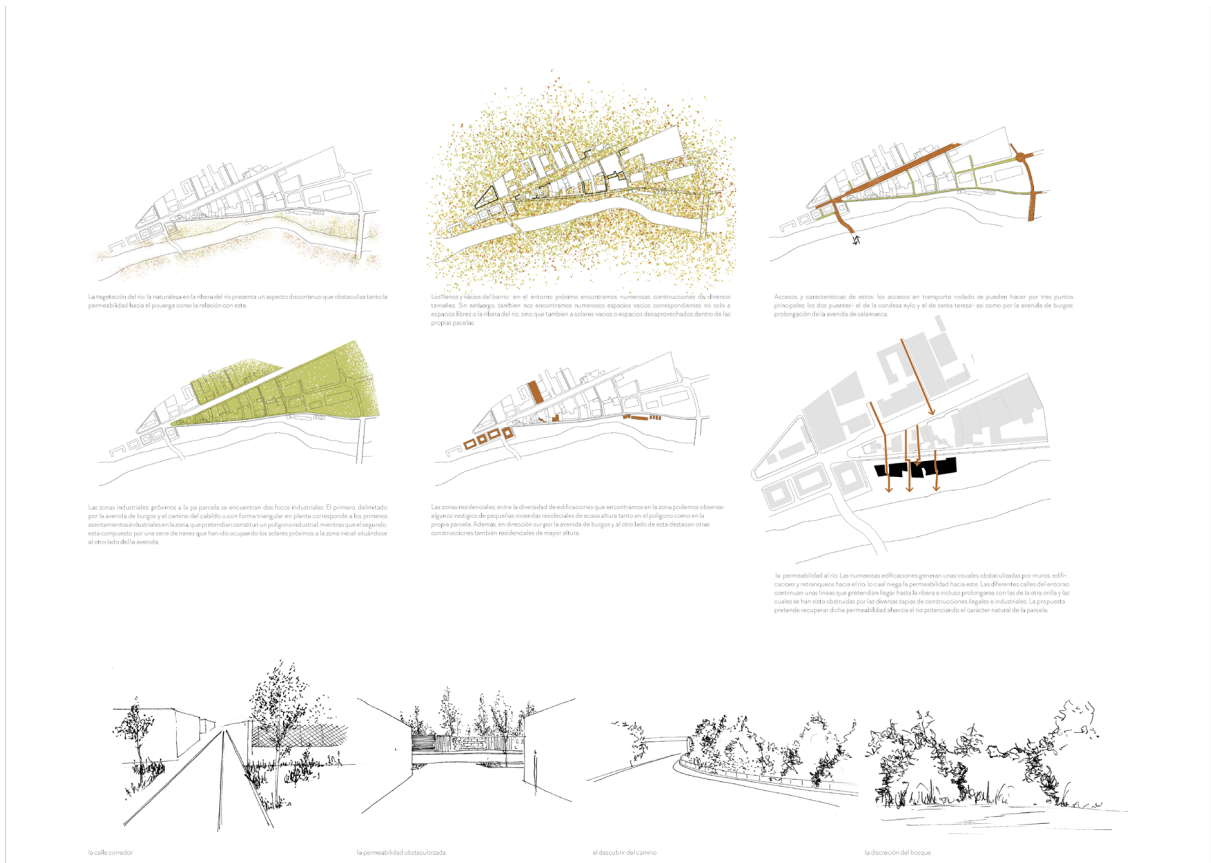 La vegetación del río: la naturaleza en la ribera del río presenta un aspecto discontinuo que obstaculiza tanto la
permeabilidad hacia el pisuerga como la relación con este.
Los llenos y vacíos del barrio: en el entorno próximo encontramos numerosas construcciones de diversos
tamaños. Sin embargo, tambien nos encontramos numerosos espacios vacíos correspondientes no solo a
espacios libres o la ribera del río, sino que tambien a solares vacíos o espacios desaprovechados dentro de las
propias pacelas.
Accesos y características de estos: los accesos en transporte rodado se pueden hacer por tres puntos
principales; los dos puestes- el de la condesa eylo y el de santa teresa- así como por la avenida de burgos;
prolongación de la avenida de salamanca.
Las zonas industriales: próximos a la pa parcela se encuentran dos focos industriales. El primero, delimitado
por la avenida de burgos y el camino del cabildo u con forma triangular en planta corresponde a los primeros
asentamientos industriales en la zona, que pretendían constituir un polígono industrial, mientras que el segundo,
esta compuesto por una serie de naves que han ido ocupando los solares próximos a la zona inicial situándose
al otro lado del la avenida.
Las zonas residenciales: entre la diversidad de edificaciones que encontramos en la zona podemos observar
algunos vestigios de pequeñas viviendas residenciales de escasa altura tanto en el polígono como en la
propia parcela. Además, en dirección sur por la avenida de burgos y al otro lado de esta destacan otras
construcciones también residenciales de mayor altura.
la permeabilidad al río: Las numerosas edificaciones generan unas visuales obstaculizadas por muros, edifi-
cacioes y retranqueos hacia el río, lo cual niega la permeabilidad hacia este. Las diferentes calles del entorno
continuan unas líneas que pretendían llegar hasta la ribera e incluso prolongarse con las de la otra orilla y las
cuales se han visto obstruidas por las diversas tapias de construcciones ilegales e industriales. La propuesta
pretende recuperar dicha permeabilidad ahavcia el río potenciando el carácter natural de la parcela.
la calle corredor
la permeabilidad obstaculoizada
el descubrir del camino
la discreción del bosque